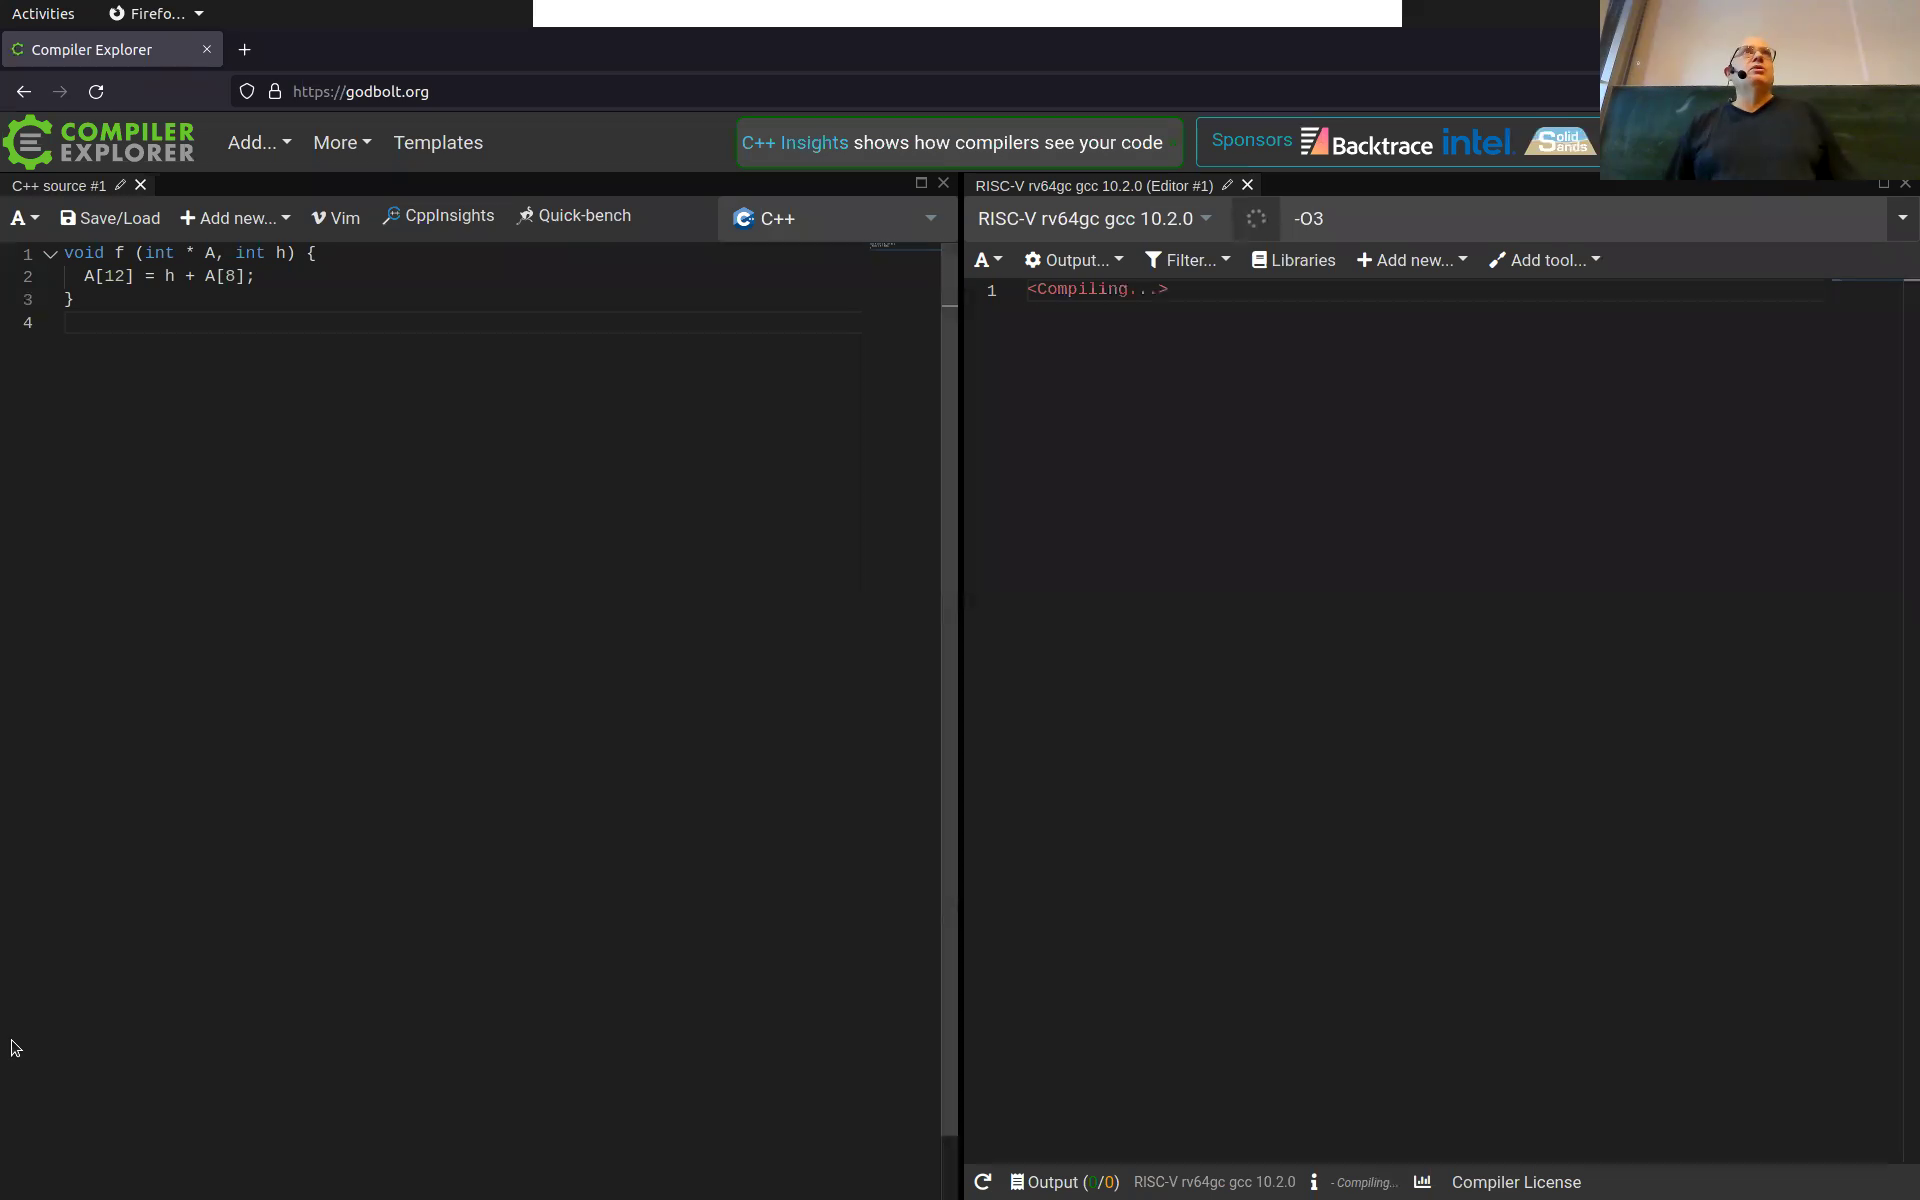 Activities
Firefo...
Compiler Explorer
https://godbolt.org
COMPILER
EXPLORER
Add...
More
Templates
C++ Insights shows how compilers see your code
Sponsors
Backtrace
intel
Solid
Sands
C++ source #1
RISC-V rv64gc gcc 10.2.0 (Editor #1)
A
Save/Load
Add new...
Vim
CppInsights
Quick-bench
C++
RISC-V rv64gc gcc 10.2.0
-O3
A
Output...
Filter...
Libraries
Add new...
Add tool...
1 void f (int * A, int h) {
2 A[12] = h + A[8];
3 }
4
1 <Compiling...>
Output (0/0)
RISC-V rv64gc gcc 10.2.0
- Compiling...
Compiler License